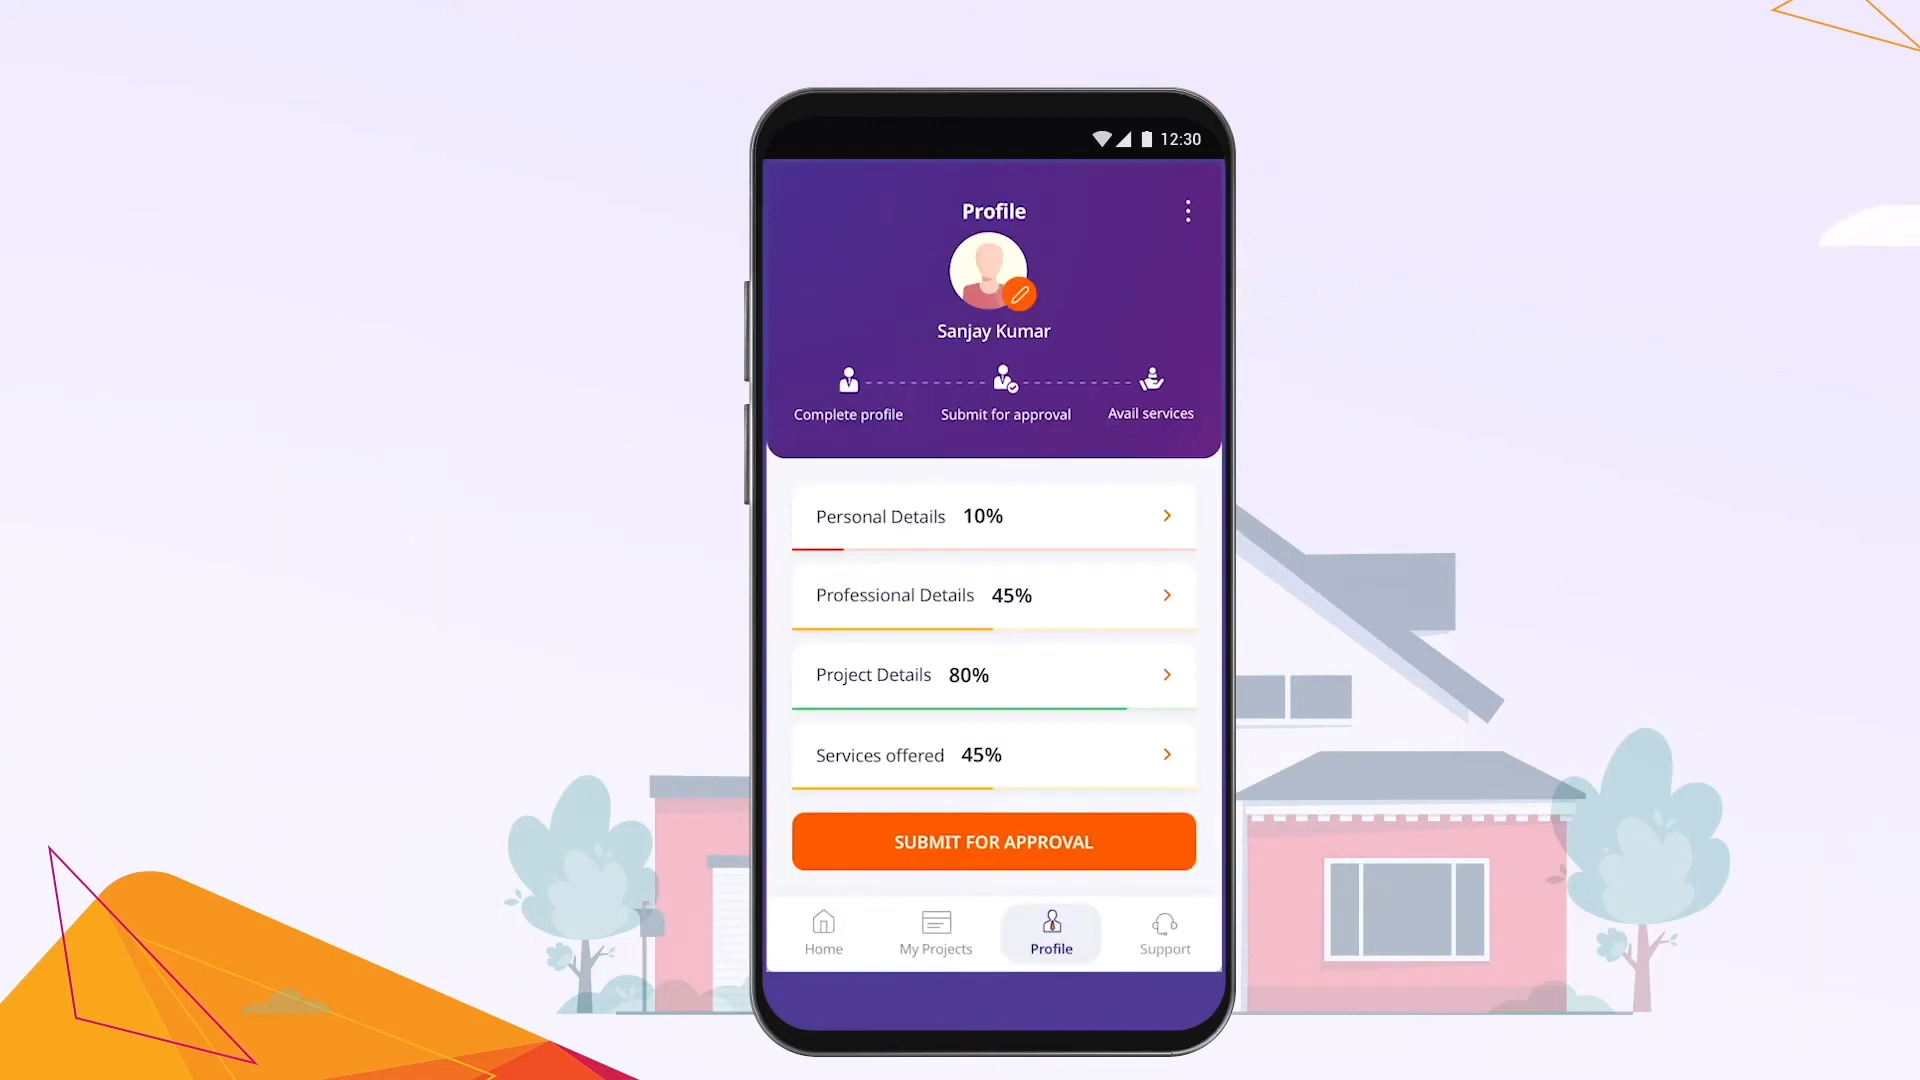 12:30
Profile
Sanjay Kumar
Complete profile
Submit for approval
Avail services
Personal Details 10%
Professional Details 45%
Project Details 80%
Services offered 45%
SUBMIT FOR APPROVAL
Home
My Projects
Profile
Support